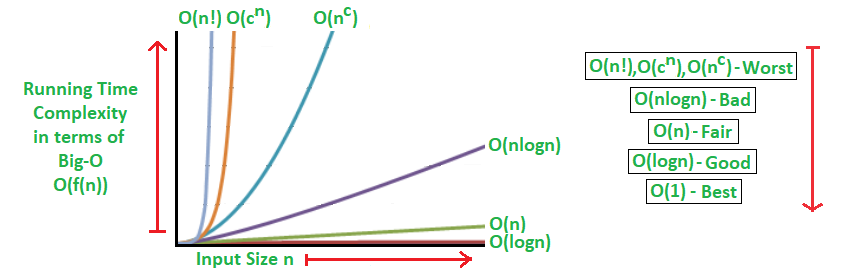 O(n!) O(cⁿ) O(nᶜ)
Running Time
Complexity
in terms of
Big-O
O(f(n))
O(nlogn)
O(n)
O(logn)
Input Size n
O(n!),O(cⁿ),O(nᶜ)-Worst
O(nlogn) - Bad
O(n) - Fair
O(logn) - Good
O(1) - Best